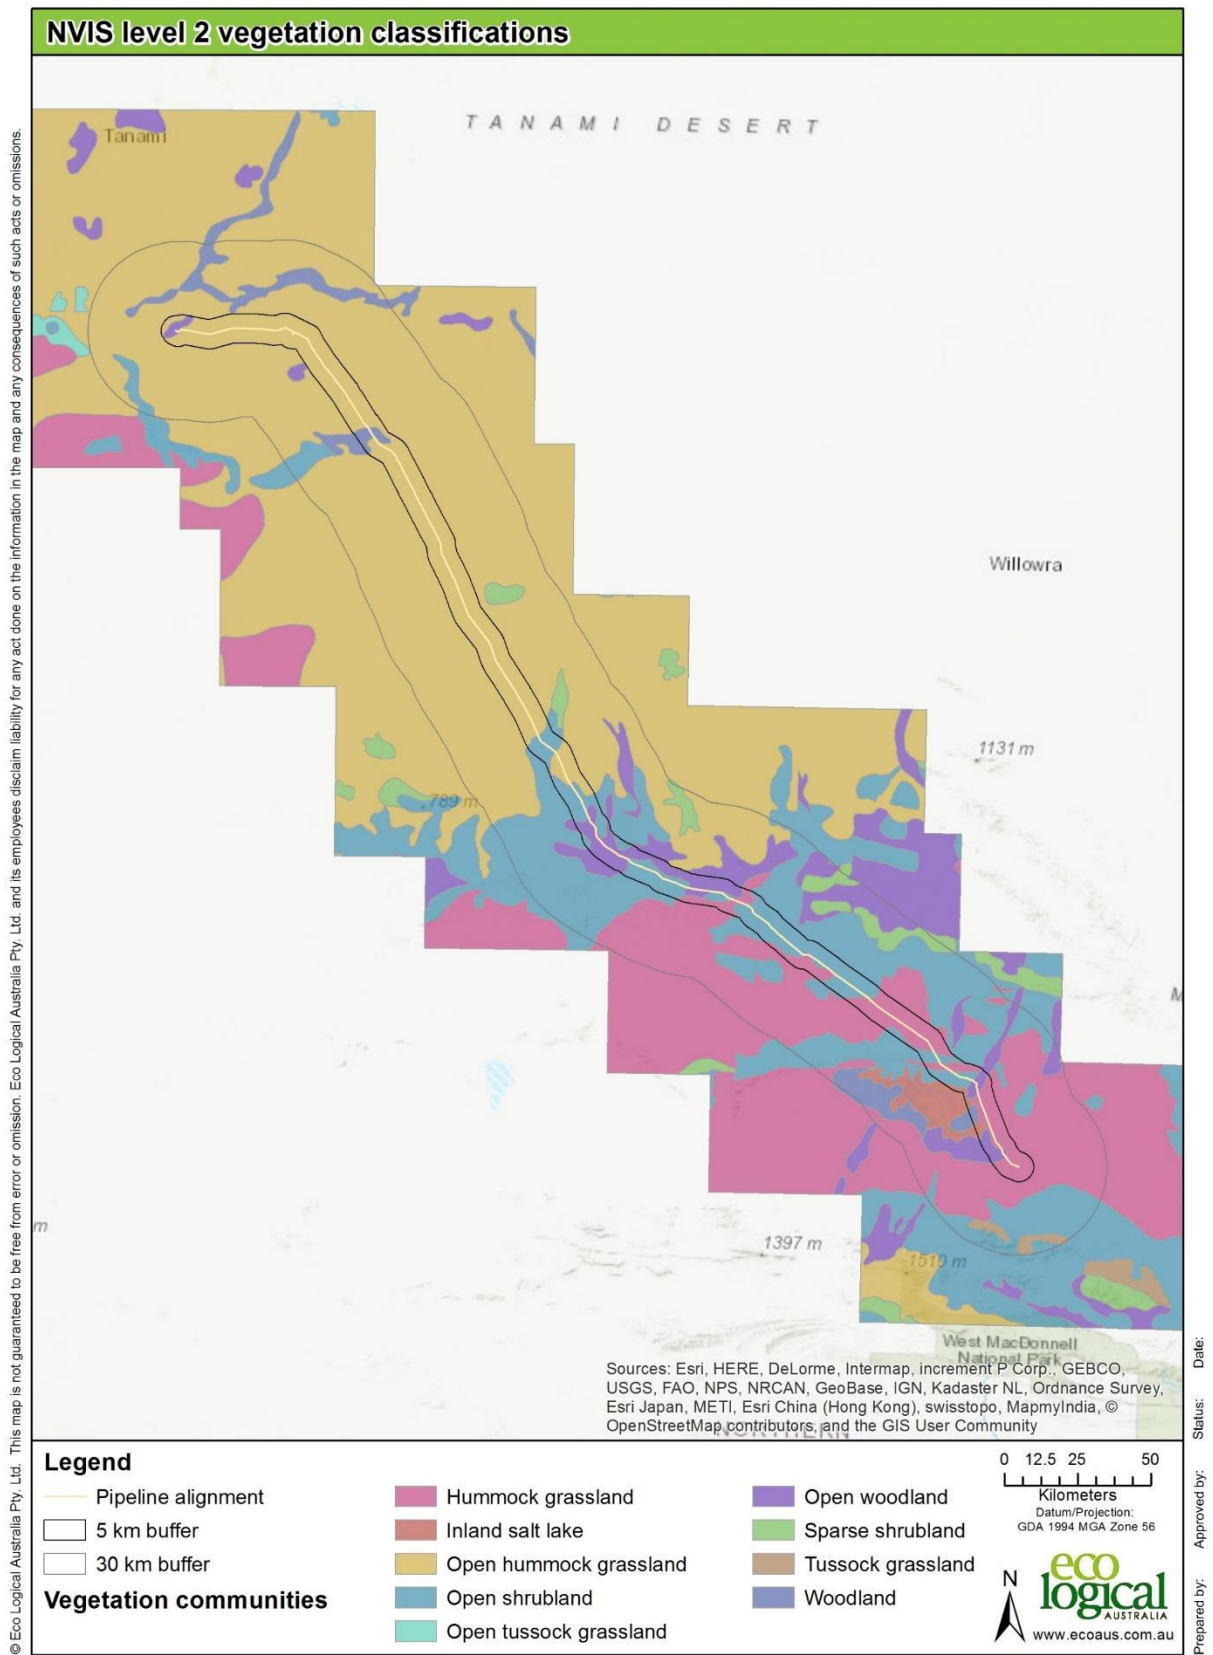 NVIS level 2 vegetation classifications
TANAMI DESERT
Tanami
Willowra
1131 m
789 m
M
m
1397 m
1510 m
West MacDonnell
National Park
Sources: Esri, HERE, DeLorme, Intermap, increment P Corp., GEBCO,
USGS, FAO, NPS, NRCAN, GeoBase, IGN, Kadaster NL, Ordnance Survey,
Esri Japan, METI, Esri China (Hong Kong), swisstopo, MapmyIndia, ©
OpenStreetMap contributors, and the GIS User Community
NORTHERN
Legend
Pipeline alignment
5 km buffer
30 km buffer
Vegetation communities
Hummock grassland
Inland salt lake
Open hummock grassland
Open shrubland
Open tussock grassland
Open woodland
Sparse shrubland
Tussock grassland
Woodland
0 12.5 25 50
Kilometers
Datum/Projection:
GDA 1994 MGA Zone 56
N
eco
logical
AUSTRALIA
www.ecoaus.com.au
© Eco Logical Australia Pty. Ltd. This map is not guaranteed to be free from error or omission. Eco Logical Australia Pty. Ltd. and its employees disclaim liability for any act done on the information in the map and any consequences of such acts or omissions.
Prepared by: Approved by: Status: Date: